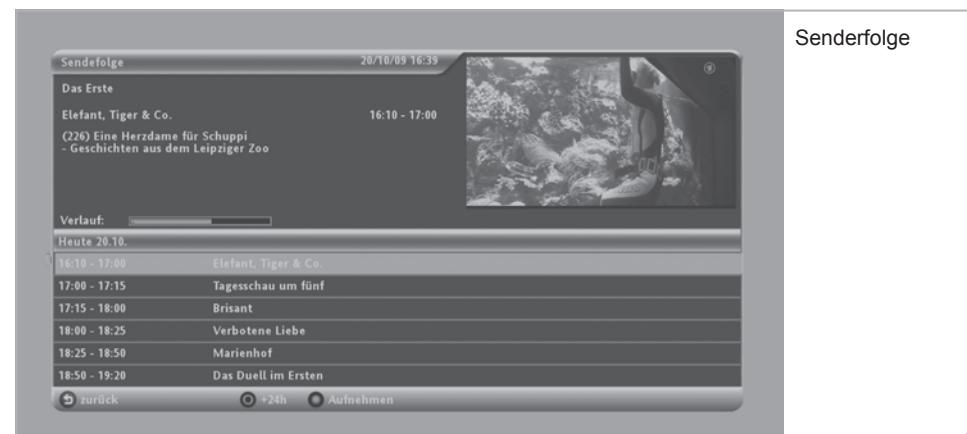 Senderfolge
Sendefolge 20/10/09 16:39
Das Erste
Elefant, Tiger & Co. 16:10 - 17:00
(226) Eine Herzdame für Schuppi
- Geschichten aus dem Leipziger Zoo
Verlauf:
Heute 20.10.
16:10 - 17:00 Elefant, Tiger & Co.
17:00 - 17:15 Tagesschau um fünf
17:15 - 18:00 Brisant
18:00 - 18:25 Verbotene Liebe
18:25 - 18:50 Marienhof
18:50 - 19:20 Das Duell im Ersten
zurück +24h Aufnehmen